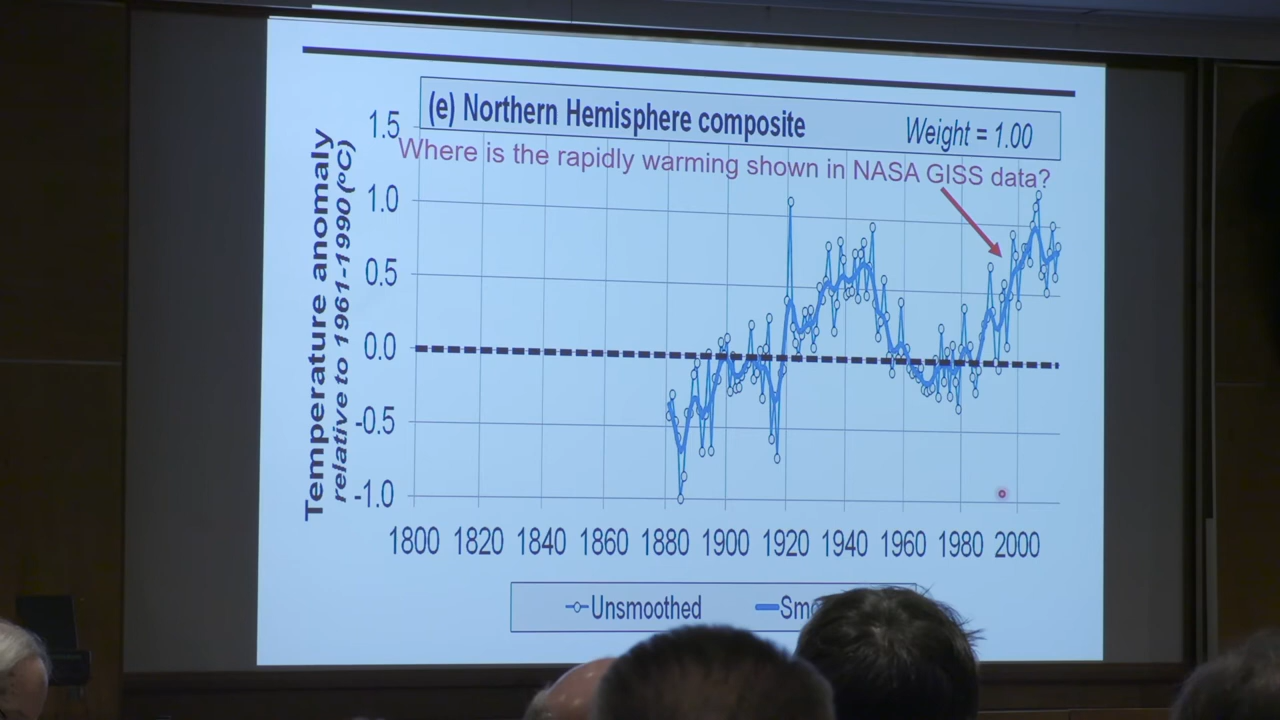 (e) Northern Hemisphere composite
Weight = 1.00
Where is the rapidly warming shown in NASA GISS data?
Temperature anomaly
relative to 1961-1990 (ºC)
1.5
1.0
0.5
0.0
-0.5
-1.0
1800 1820 1840 1860 1880 1900 1920 1940 1960 1980 2000
Unsmoothed